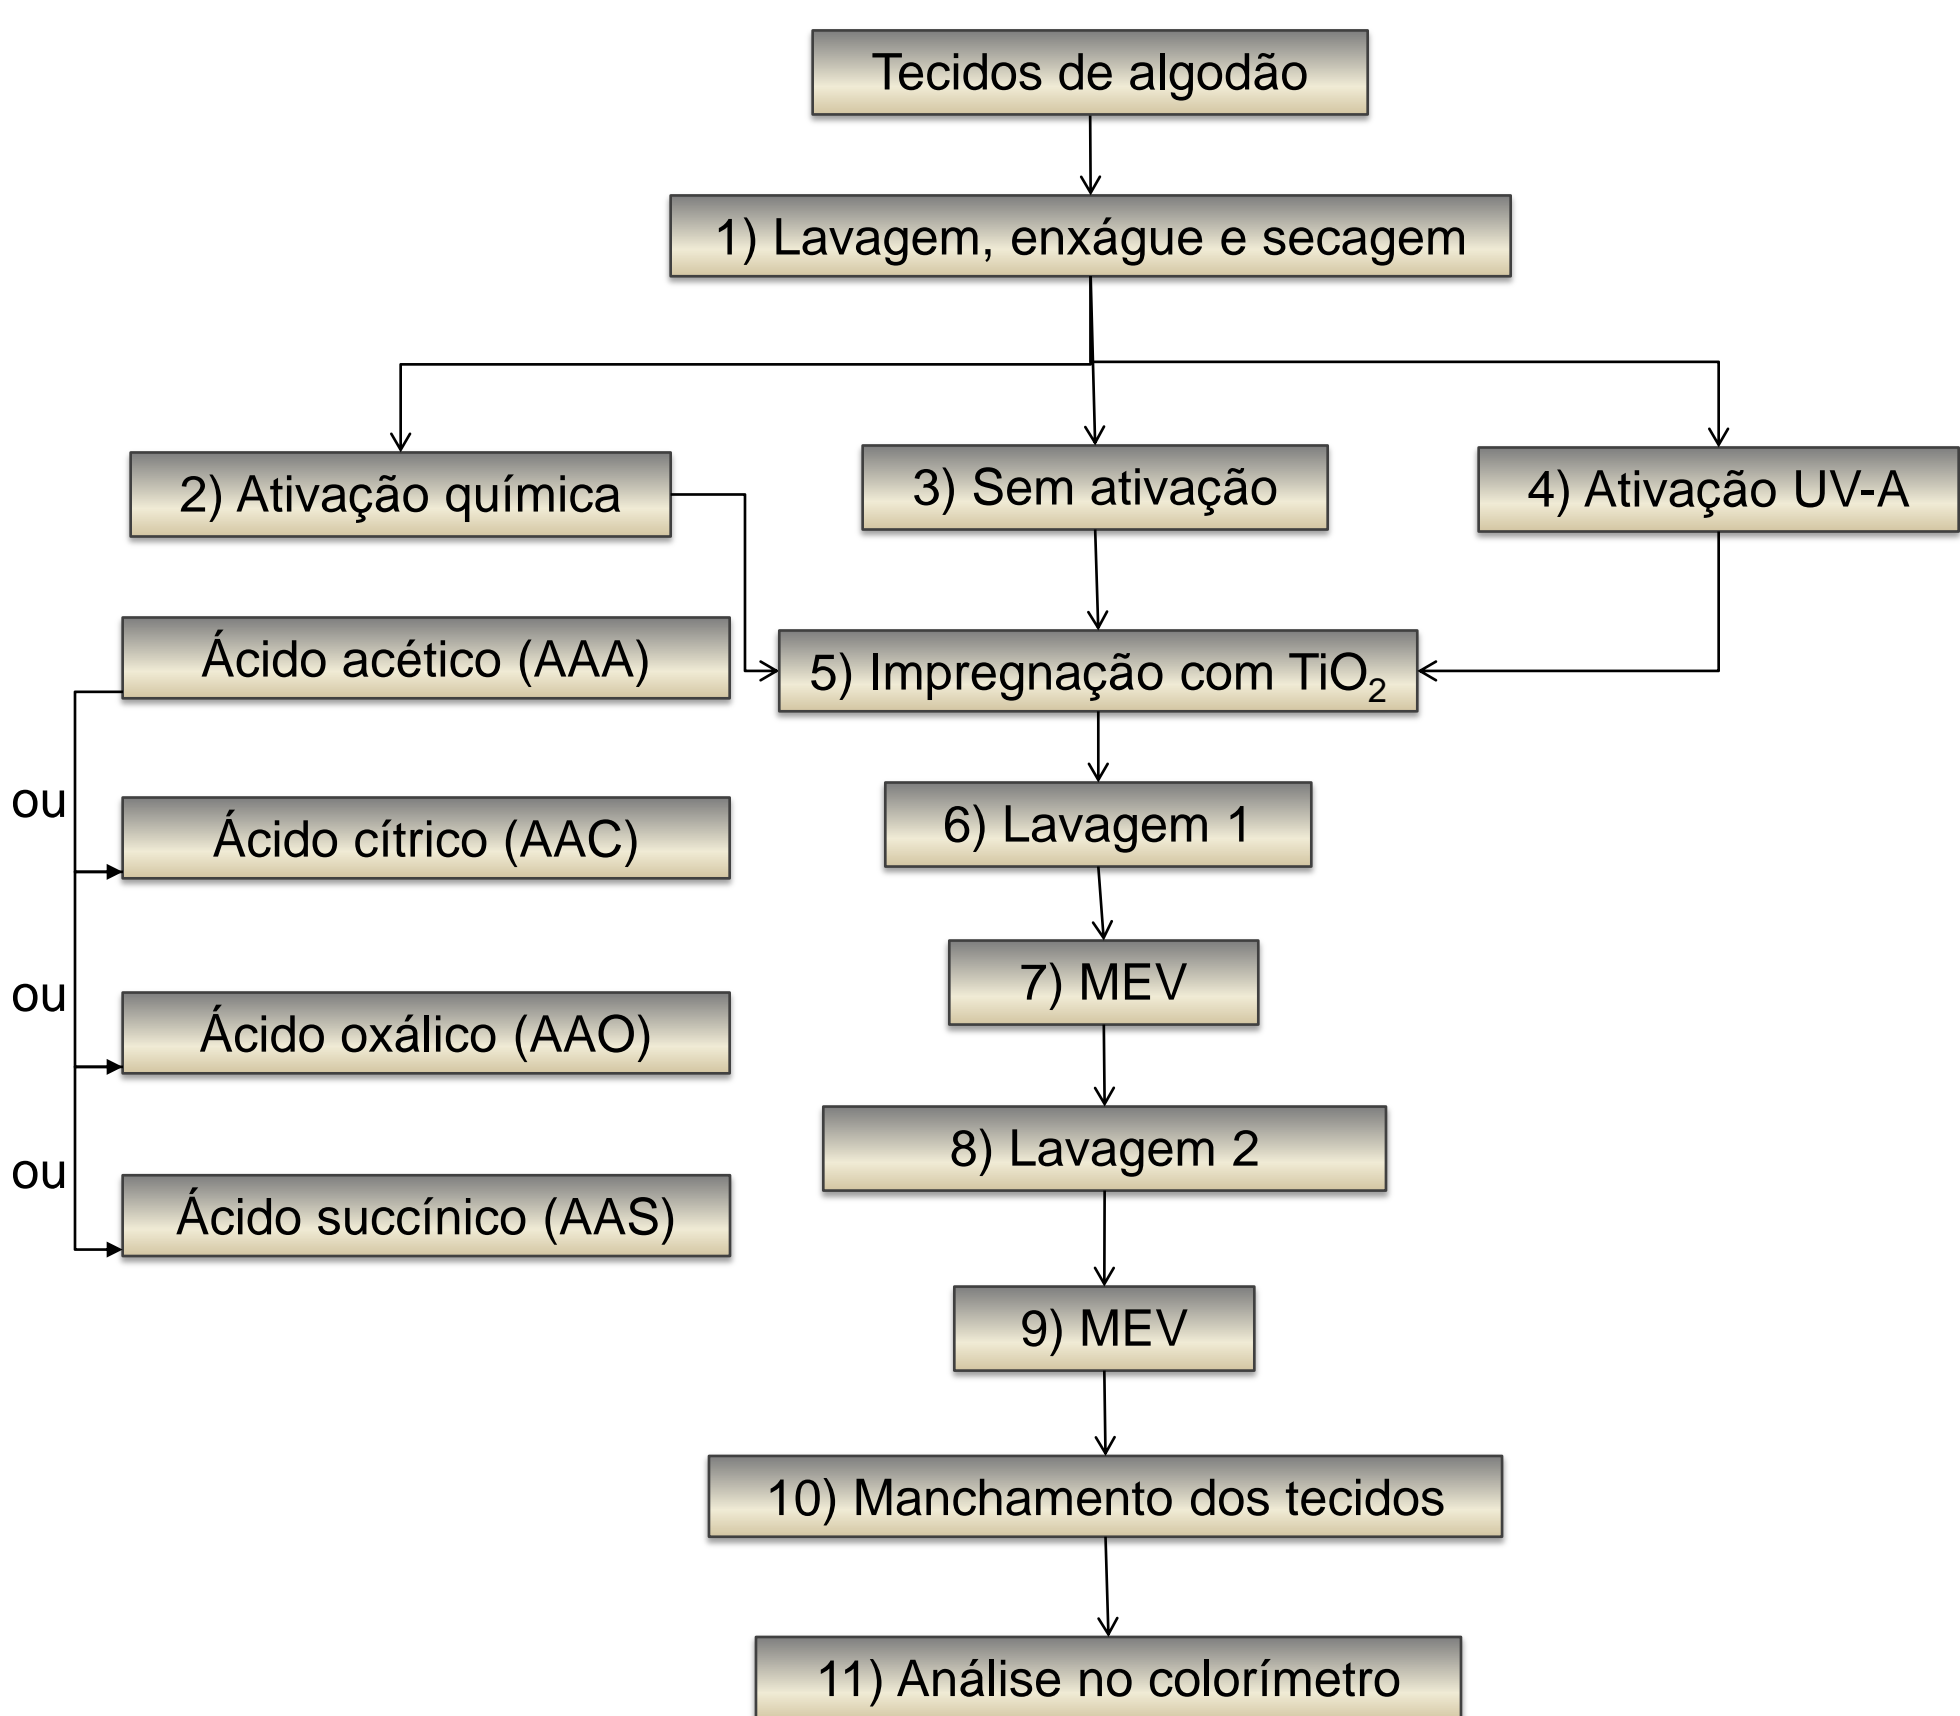 Tecidos de algodão
1) Lavagem, enxágue e secagem
2) Ativação química
3) Sem ativação
4) Ativação UV-A
Ácido acético (AAA)
5) Impregnação com TiO₂
ou
Ácido cítrico (AAC)
6) Lavagem 1
7) MEV
ou
Ácido oxálico (AAO)
8) Lavagem 2
ou
Ácido succínico (AAS)
9) MEV
10) Manchamento dos tecidos
11) Análise no colorímetro